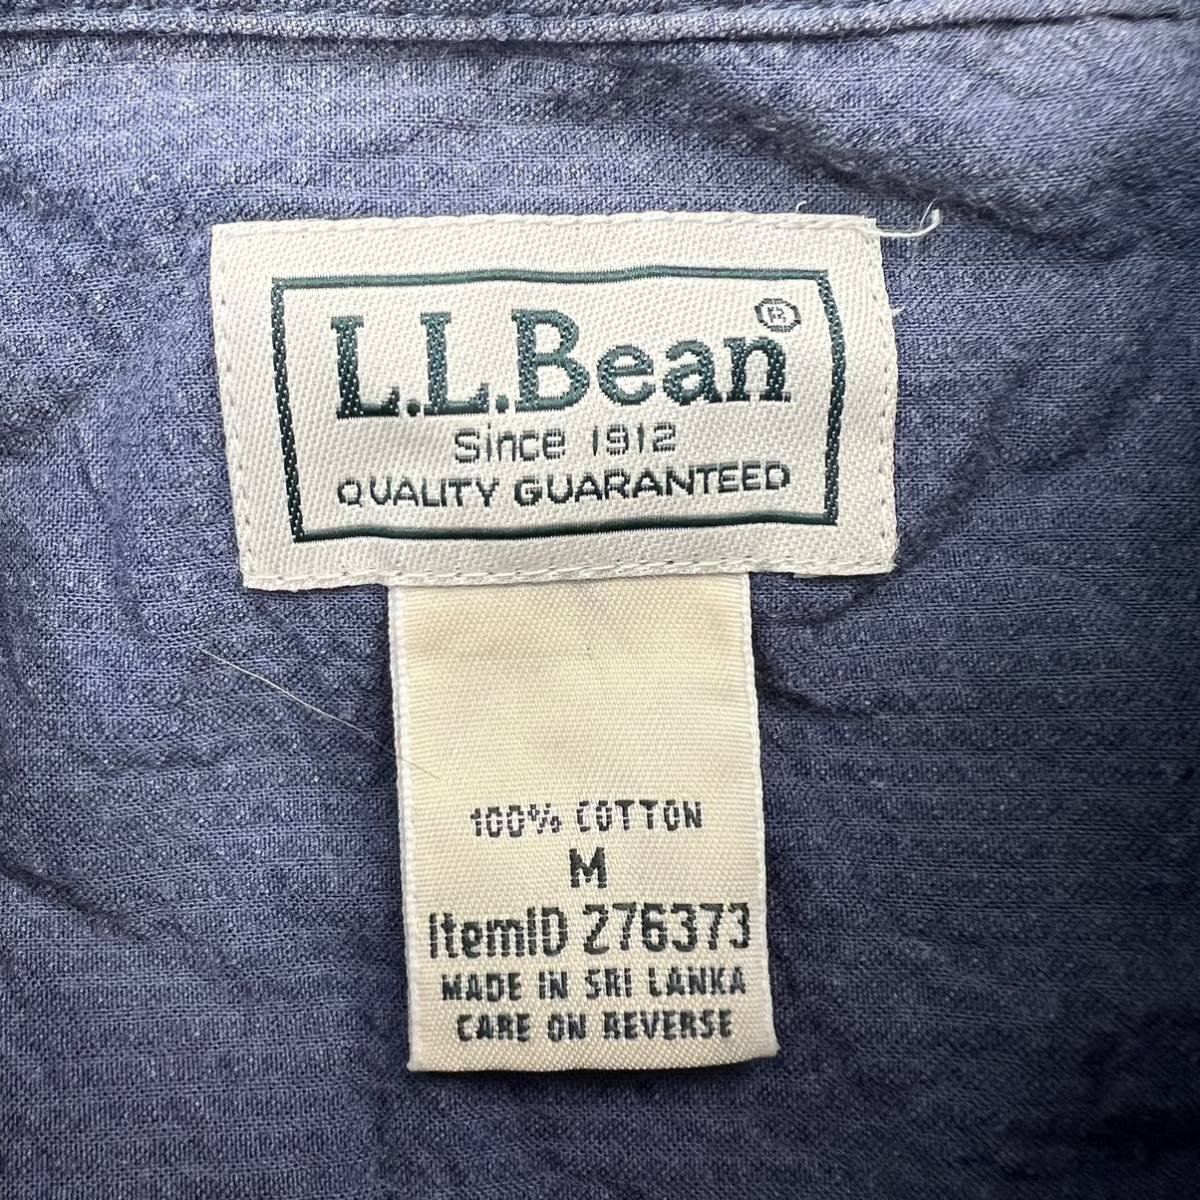 L.L.Bean®
Since 1912
QUALITY GUARANTEED
100% COTTON
M
ItemID 276373
MADE IN SRI LANKA
CARE ON REVERSE